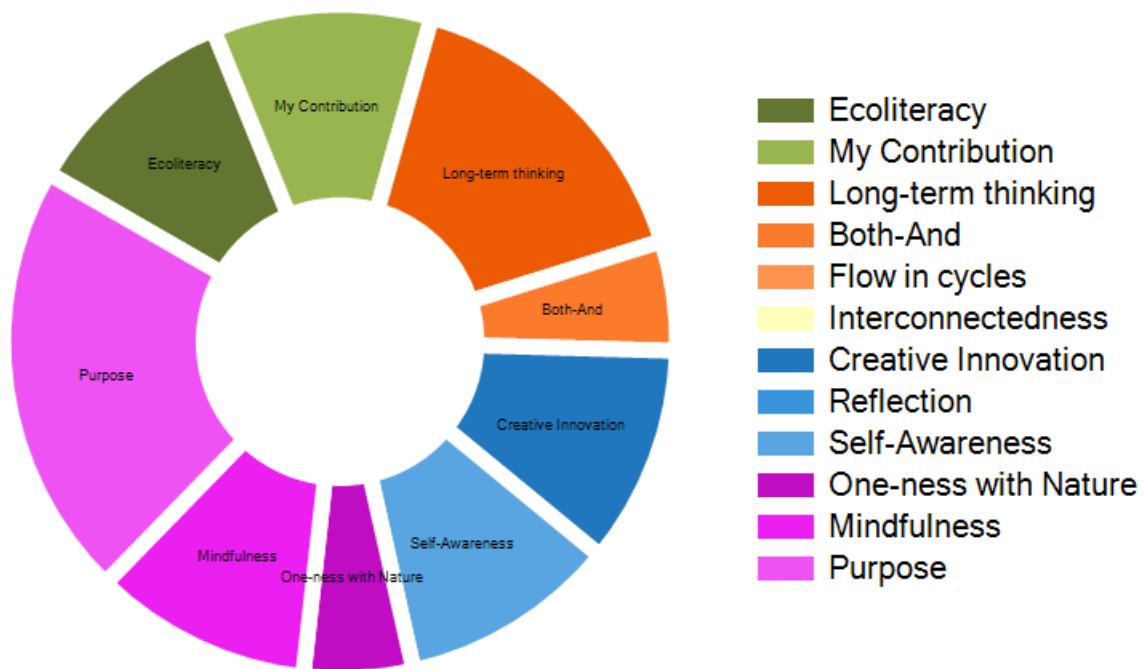 My Contribution
Ecoliteracy
Long-term thinking
Both-And
Purpose
Creative Innovation
Self-Awareness
Mindfulness
One-ness with Nature
Ecoliteracy
My Contribution
Long-term thinking
Both-And
Flow in cycles
Interconnectedness
Creative Innovation
Reflection
Self-Awareness
One-ness with Nature
Mindfulness
Purpose